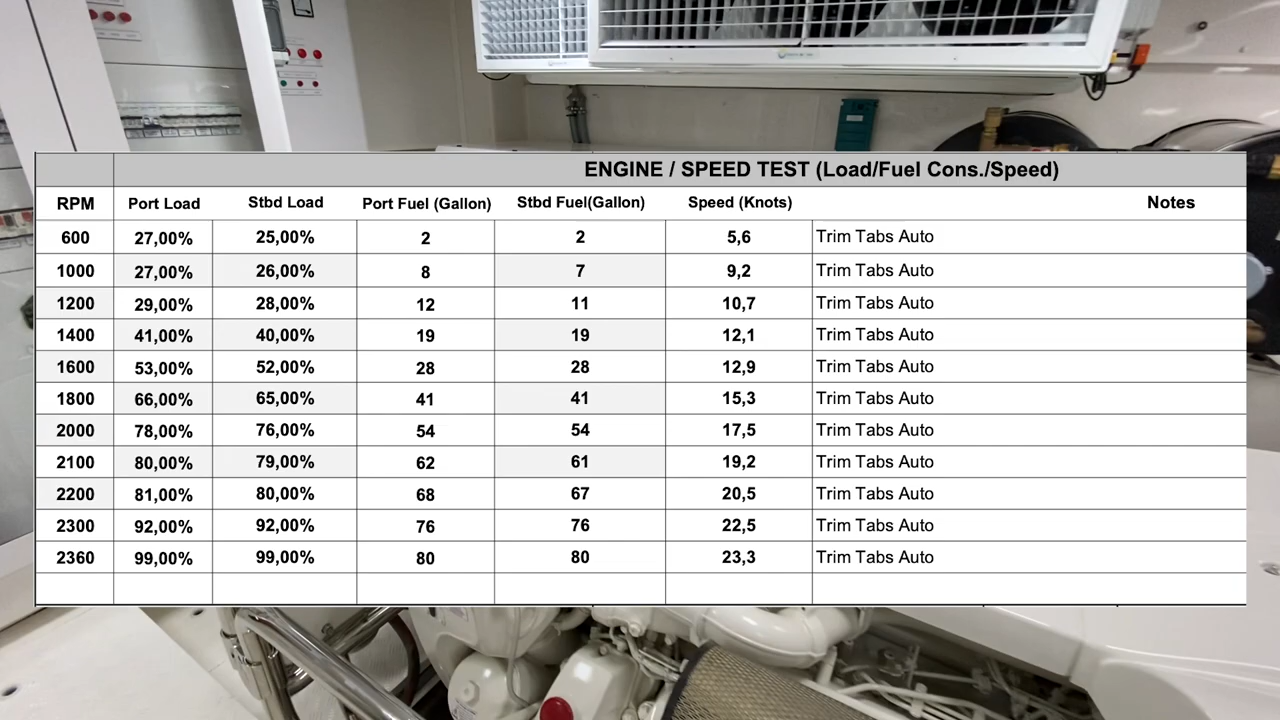 ENGINE / SPEED TEST (Load/Fuel Cons./Speed)
RPM Port Load Stbd Load Port Fuel (Gallon) Stbd Fuel(Gallon) Speed (Knots) Notes
600 27,00% 25,00% 2 2 5,6 Trim Tabs Auto
1000 27,00% 26,00% 8 7 9,2 Trim Tabs Auto
1200 29,00% 28,00% 12 11 10,7 Trim Tabs Auto
1400 41,00% 40,00% 19 19 12,1 Trim Tabs Auto
1600 53,00% 52,00% 28 28 12,9 Trim Tabs Auto
1800 66,00% 65,00% 41 41 15,3 Trim Tabs Auto
2000 78,00% 76,00% 54 54 17,5 Trim Tabs Auto
2100 80,00% 79,00% 62 61 19,2 Trim Tabs Auto
2200 81,00% 80,00% 68 67 20,5 Trim Tabs Auto
2300 92,00% 92,00% 76 76 22,5 Trim Tabs Auto
2360 99,00% 99,00% 80 80 23,3 Trim Tabs Auto